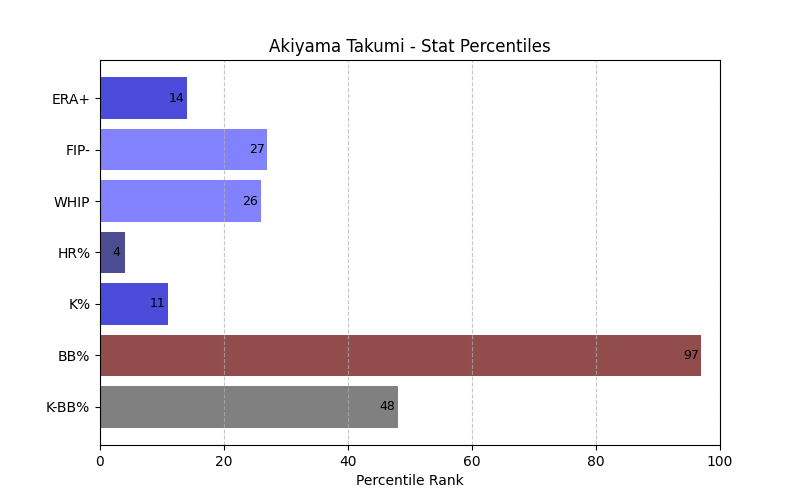 Akiyama Takumi - Stat Percentiles
ERA+ 14
FIP- 27
WHIP 26
HR% 4
K% 11
BB% 97
K-BB% 48
0 20 40 60 80 100
Percentile Rank